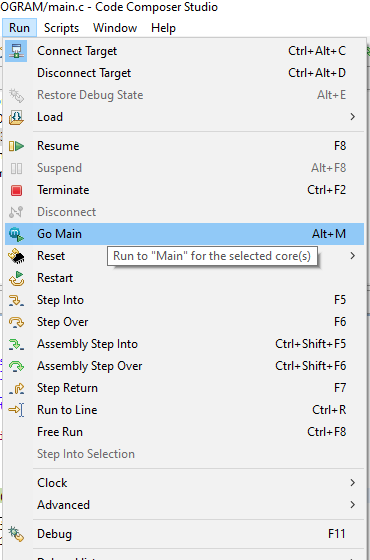 OGRAM/main.c - Code Composer Studio
Run Scripts Window Help
Connect Target Ctrl+Alt+C
Disconnect Target Ctrl+Alt+D
Restore Debug State Alt+E
Load
Resume F8
Suspend Alt+F8
Terminate Ctrl+F2
Disconnect
Go Main Alt+M
Reset Run to "Main" for the selected core(s)
Restart
Step Into F5
Step Over F6
Assembly Step Into Ctrl+Shift+F5
Assembly Step Over Ctrl+Shift+F6
Step Return F7
Run to Line Ctrl+R
Free Run Ctrl+F8
Step Into Selection
Clock
Advanced
Debug F11